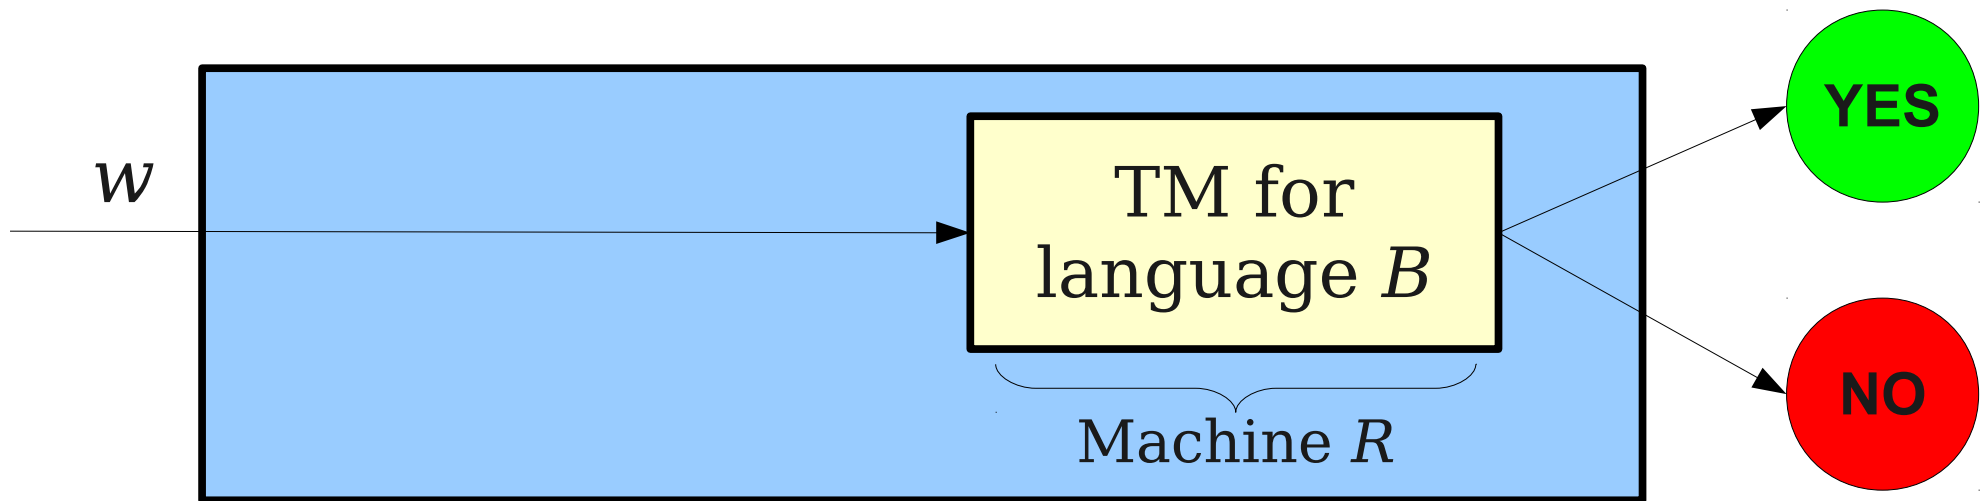 w
TM for
language B
Machine R
YES
NO